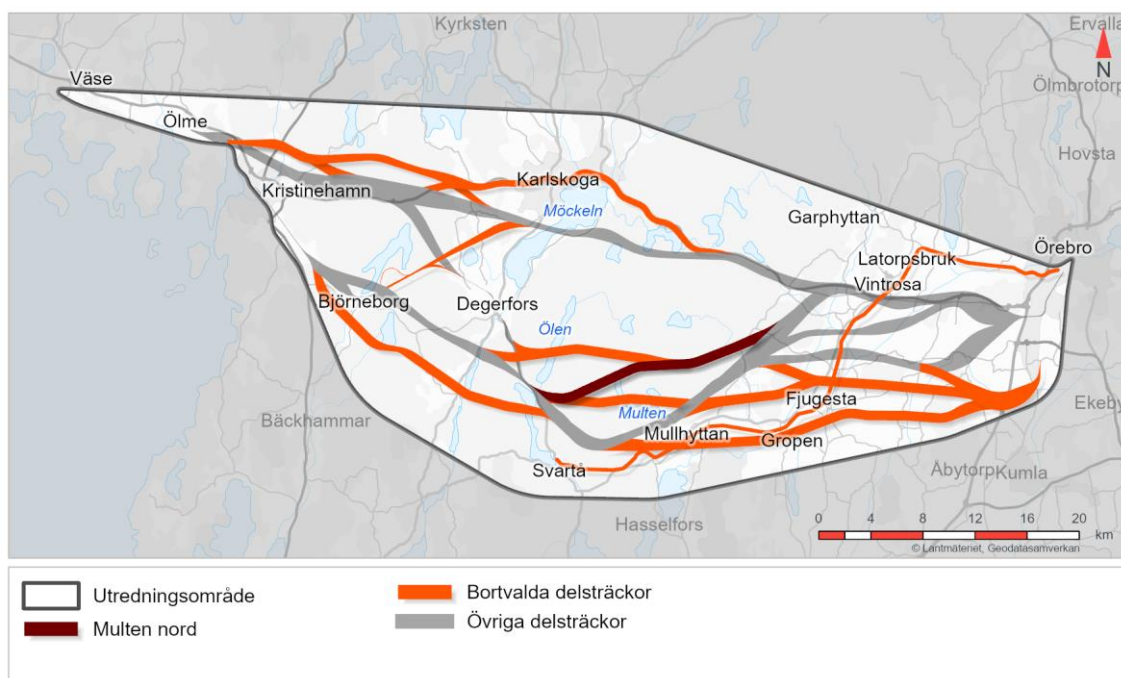 Kyrksten
Ervalla
N
Väse
Ölmbrotorp
Ölme
Hovsta
Karlskoga
Kristinehamn
Möckeln
Garphyttan
Örebro
Latorpsbruk
Vintrosa
Björneborg
Degerfors
Ölen
Fjugesta
Multen
Ekeby
Bäckhammar
Mullhyttan
Gropen
Svartå
Åbytorp
Kumla
Hasselfors
0 4 8 12 16 20
km
© Lantmäteriet, Geodatasamverkan
Utredningsområde
Bortvalda delsträckor
Multen nord
Övriga delsträckor